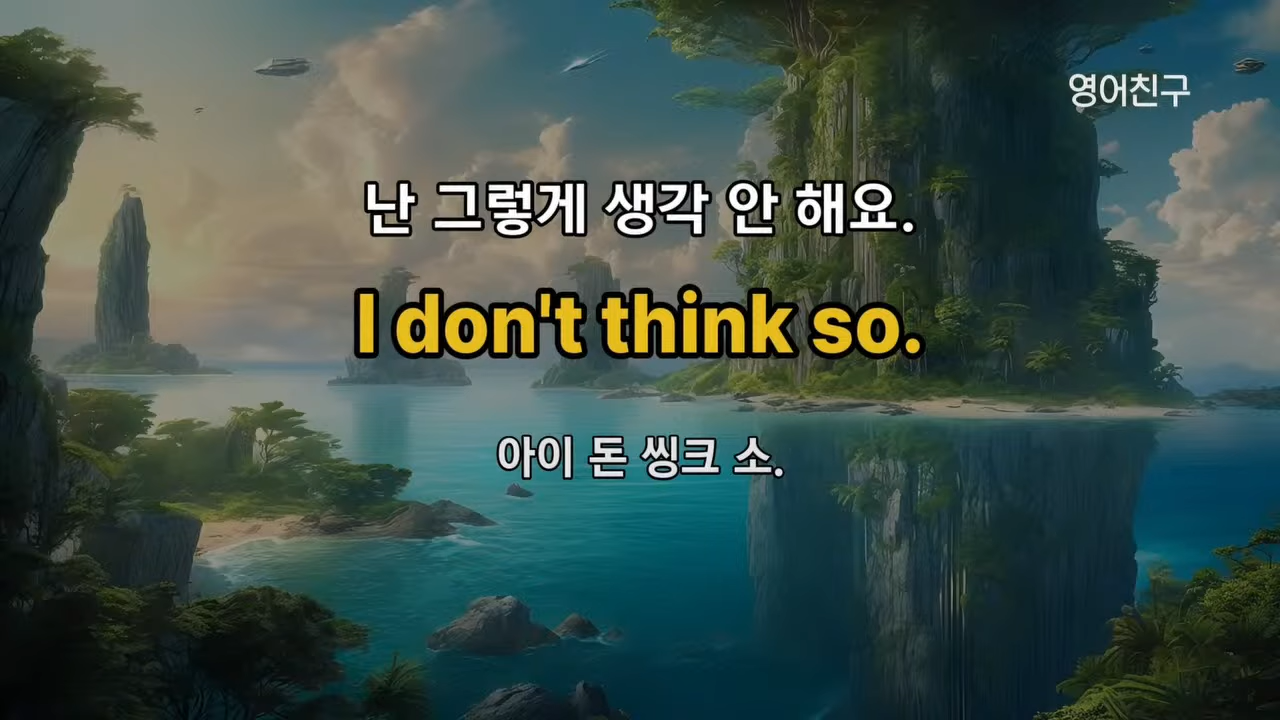 영어친구
난 그렇게 생각 안 해요.
I don't think so.
아이 돈 씽크 소.